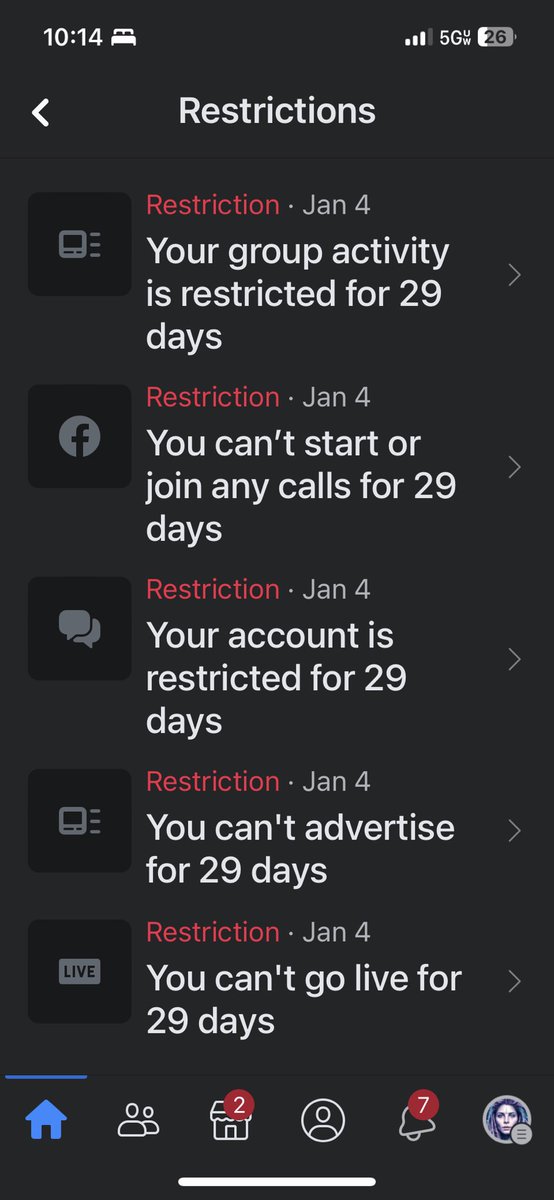 10:14 5GUW 26
Restrictions
Restriction · Jan 4
Your group activity
is restricted for 29
days
Restriction · Jan 4
You can’t start or
join any calls for 29
days
Restriction · Jan 4
Your account is
restricted for 29
days
Restriction · Jan 4
You can't advertise
for 29 days
LIVE
Restriction · Jan 4
You can't go live for
29 days
2
7